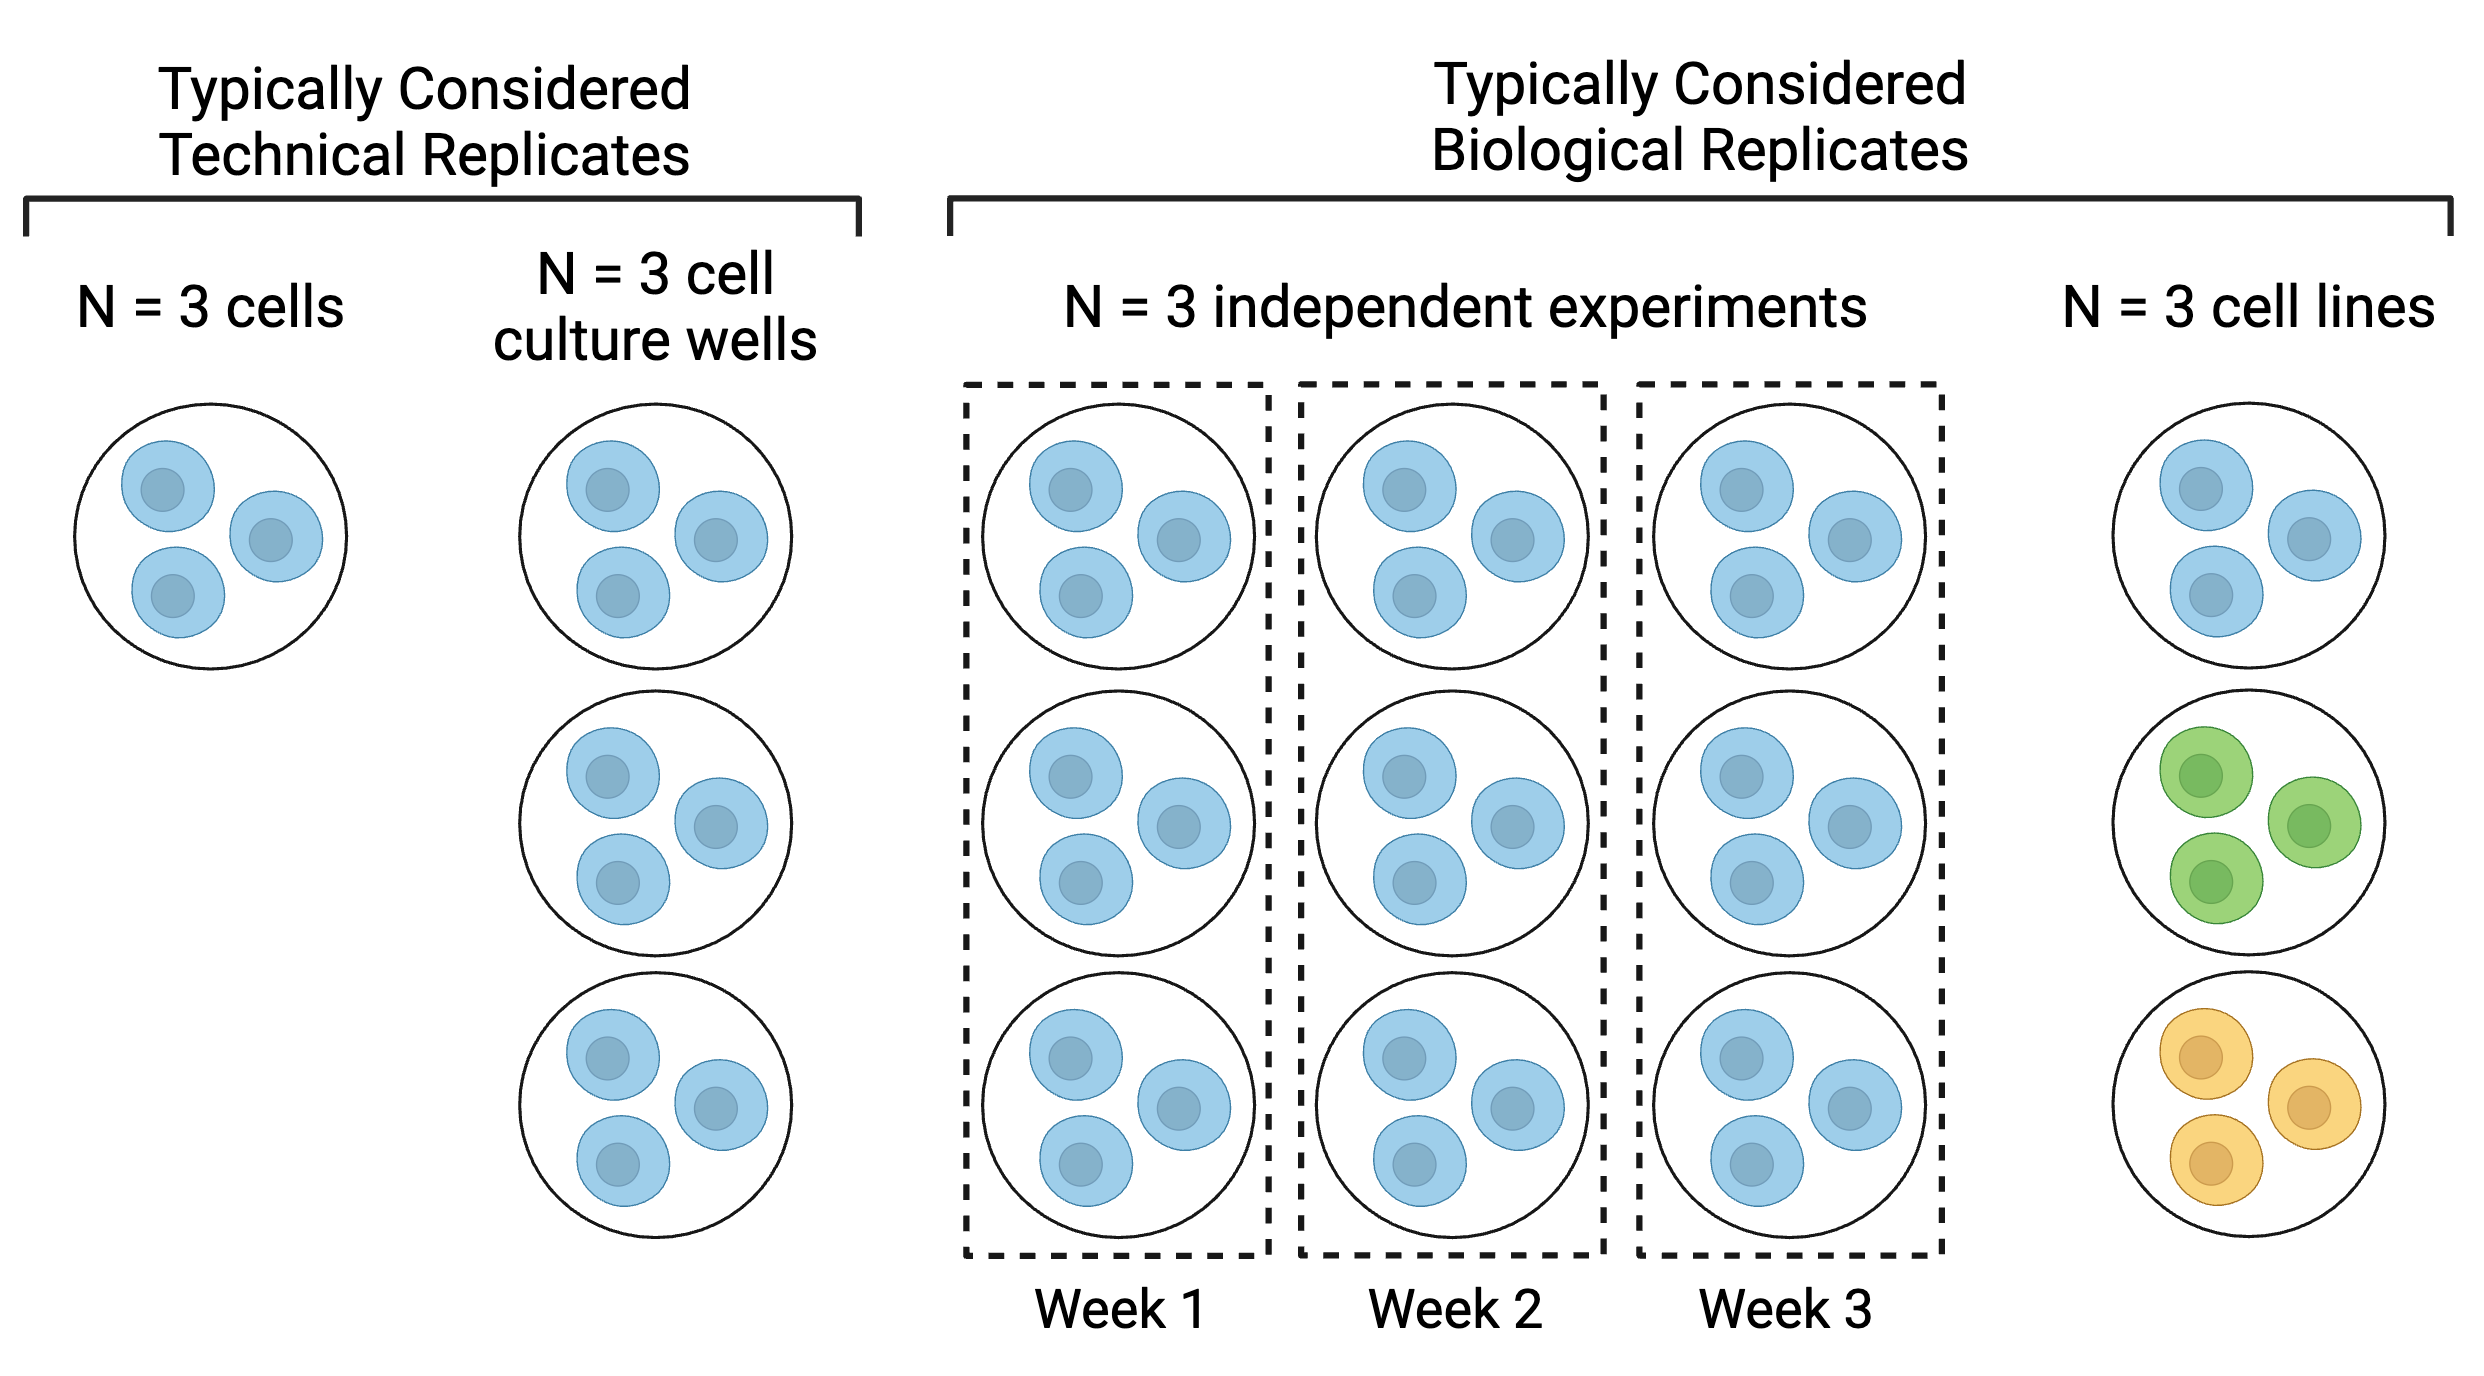 Typically Considered
Technical Replicates
Typically Considered
Biological Replicates
N = 3 cells
N = 3 cell
culture wells
N = 3 independent experiments
N = 3 cell lines
Week 1
Week 2
Week 3